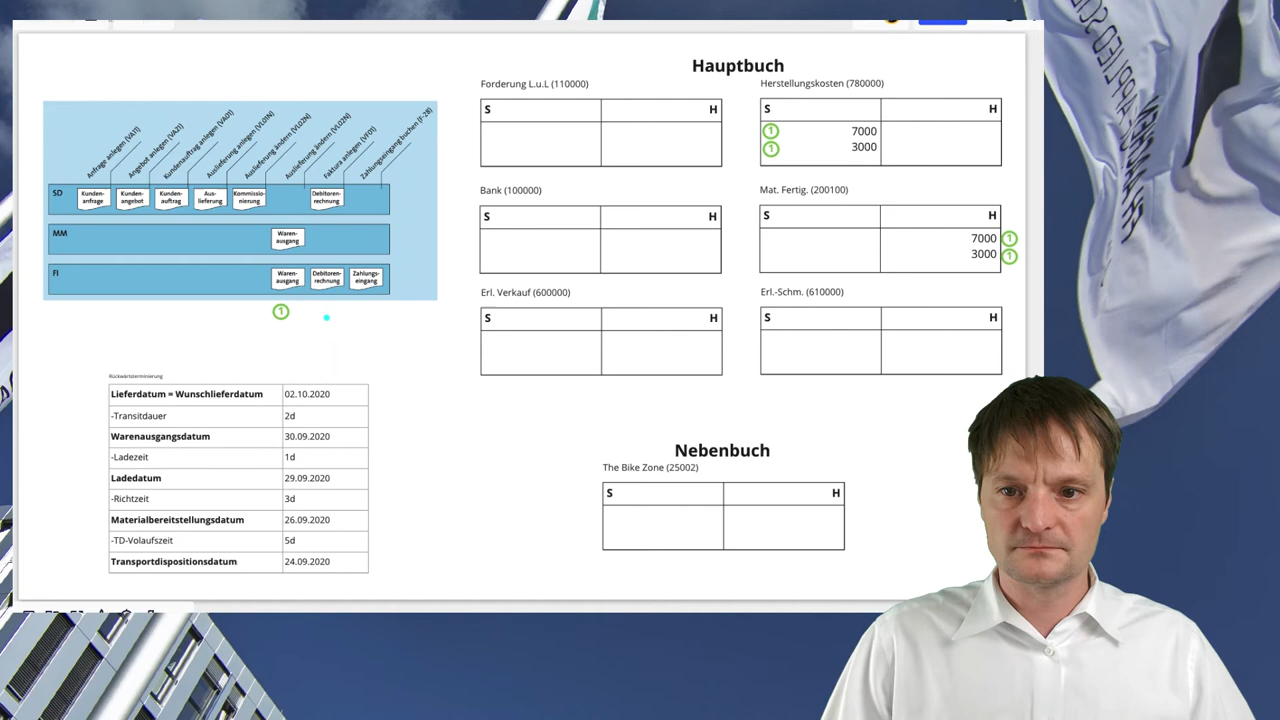 Anfrage anlegen (VA11)
Angebot anlegen (VA21)
Kundenauftrag anlegen (VA01)
Auslieferung anlegen (VL01N)
Auslieferung ändern (VL02N)
Auslieferung ändern (VL02N)
Faktura anlegen (VF01)
Zahlungseingang buchen (F-28)
SD
Kunden-
anfrage
Kunden-
angebot
Kunden-
auftrag
Aus-
lieferung
Kommissio-
nierung
Debitoren-
rechnung
MM
Waren-
ausgang
FI
Waren-
ausgang
Debitoren-
rechnung
Zahlungs-
eingang
1
Rückwärtsterminierung
Lieferdatum = Wunschlieferdatum 02.10.2020
-Transitdauer 2d
Warenausgangsdatum 30.09.2020
-Ladezeit 1d
Ladedatum 29.09.2020
-Richtzeit 3d
Materialbereitstellungsdatum 26.09.2020
-TD-Volaufszeit 5d
Transportdispositionsdatum 24.09.2020
Hauptbuch
Forderung L.u.L (110000)
S H
Herstellungskosten (780000)
S H
1 7000
1 3000
Bank (100000)
S H
Mat. Fertig. (200100)
S H
7000 1
3000 1
Erl. Verkauf (600000)
S H
Erl.-Schm. (610000)
S H
Nebenbuch
The Bike Zone (25002)
S H